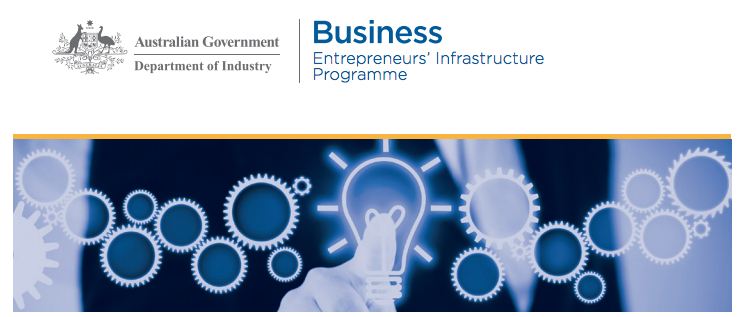 Australian Government
Department of Industry
Business
Entrepreneurs' Infrastructure
Programme